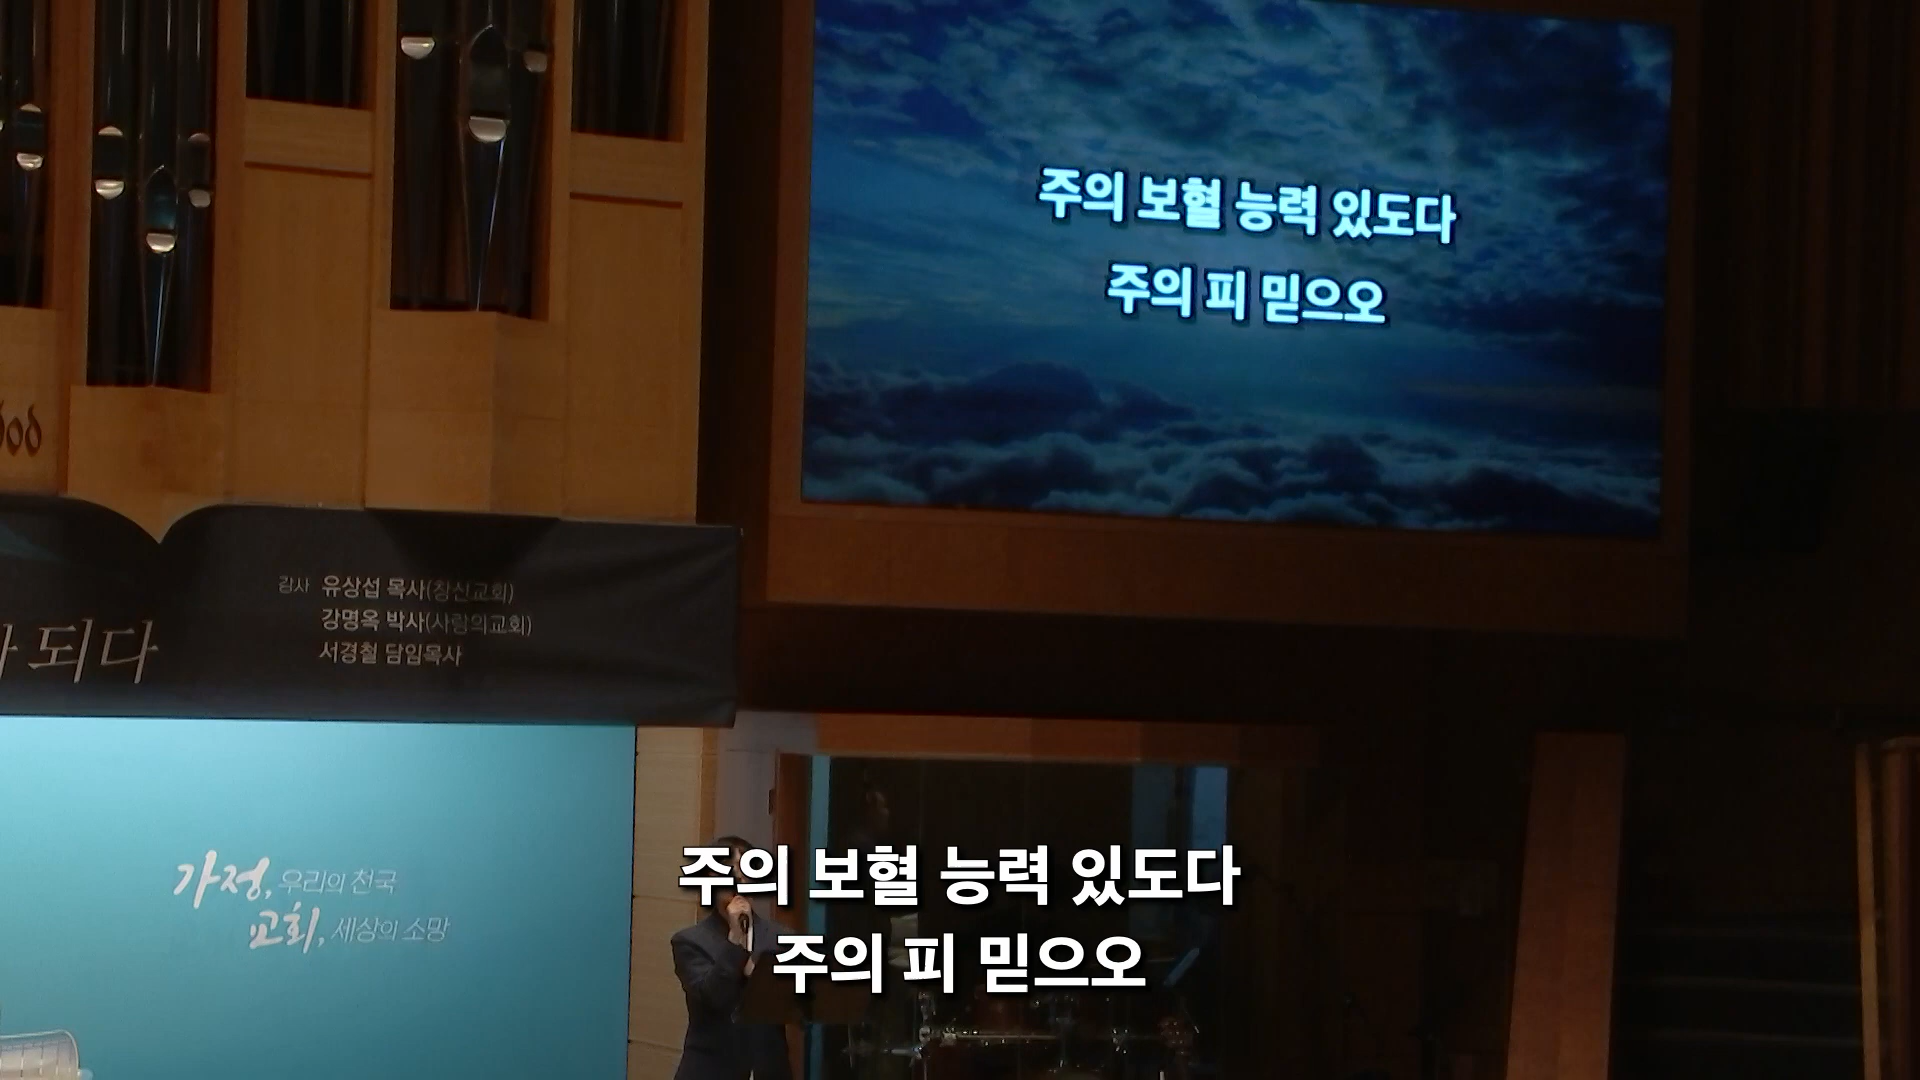 주의 보혈 능력 있도다
주의 피 믿으오
강사 유상섭 목사(창신교회)
강명옥 박사(사랑의교회)
서경철 담임목사
되다
가정, 우리의 천국
교회, 세상의 소망
주의 보혈 능력 있도다
주의 피 믿으오